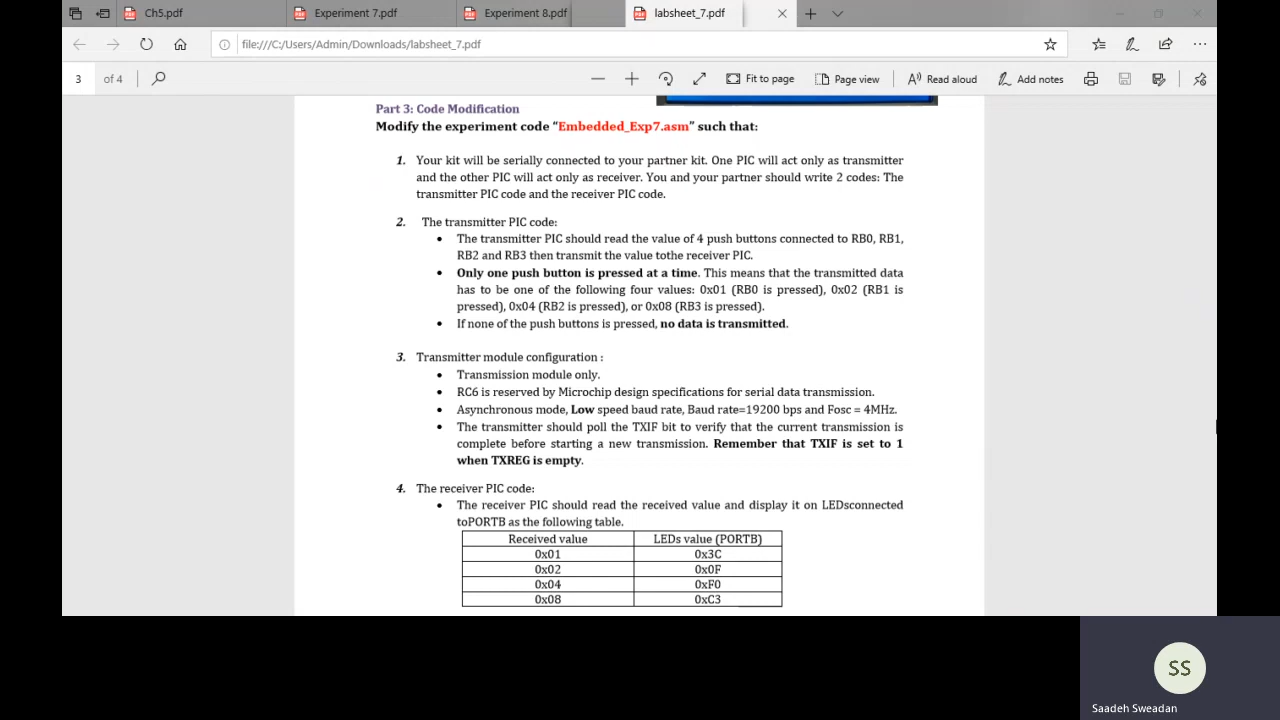 Ch5.pdf
Experiment 7.pdf
Experiment 8.pdf
labsheet_7.pdf
file:///C:/Users/Admin/Downloads/labsheet_7.pdf
3 of 4
Fit to page
Page view
Read aloud
Add notes
Part 3: Code Modification
Modify the experiment code “Embedded_Exp7.asm” such that:
1. Your kit will be serially connected to your partner kit. One PIC will act only as transmitter
and the other PIC will act only as receiver. You and your partner should write 2 codes: The
transmitter PIC code and the receiver PIC code.
2. The transmitter PIC code:
• The transmitter PIC should read the value of 4 push buttons connected to RB0, RB1,
RB2 and RB3 then transmit the value tothe receiver PIC.
• Only one push button is pressed at a time. This means that the transmitted data
has to be one of the following four values: 0x01 (RB0 is pressed), 0x02 (RB1 is
pressed), 0x04 (RB2 is pressed), or 0x08 (RB3 is pressed).
• If none of the push buttons is pressed, no data is transmitted.
3. Transmitter module configuration :
• Transmission module only.
• RC6 is reserved by Microchip design specifications for serial data transmission.
• Asynchronous mode, Low speed baud rate, Baud rate=19200 bps and Fosc = 4MHz.
• The transmitter should poll the TXIF bit to verify that the current transmission is
complete before starting a new transmission. Remember that TXIF is set to 1
when TXREG is empty.
4. The receiver PIC code:
• The receiver PIC should read the received value and display it on LEDsconnected
toPORTB as the following table.
Received value LEDs value (PORTB)
0x01 0x3C
0x02 0x0F
0x04 0xF0
0x08 0xC3
SS
Saadeh Sweadan